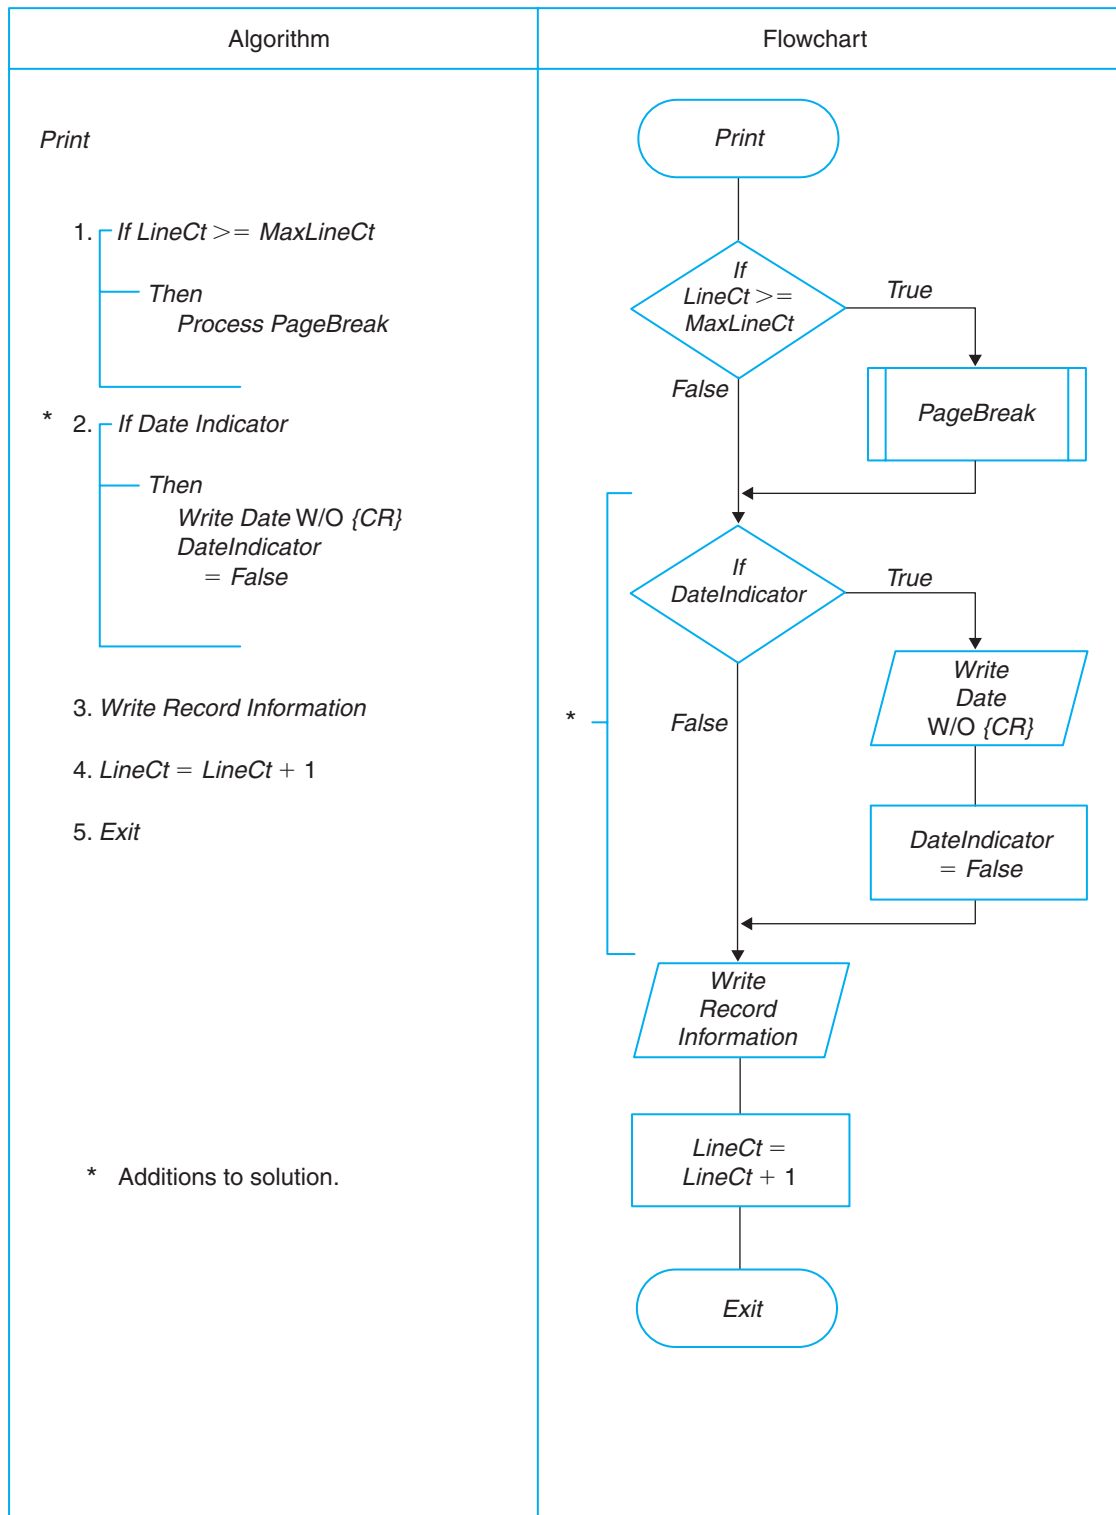 Algorithm
Flowchart
Print
1. If LineCt >= MaxLineCt
Then
Process PageBreak
* 2. If Date Indicator
Then
Write Date W/O {CR}
DateIndicator
= False
3. Write Record Information
4. LineCt = LineCt + 1
5. Exit
* Additions to solution.
Print
If
LineCt >=
MaxLineCt
True
False
PageBreak
If
DateIndicator
True
False
*
Write
Date
W/O {CR}
DateIndicator
= False
Write
Record
Information
LineCt =
LineCt + 1
Exit